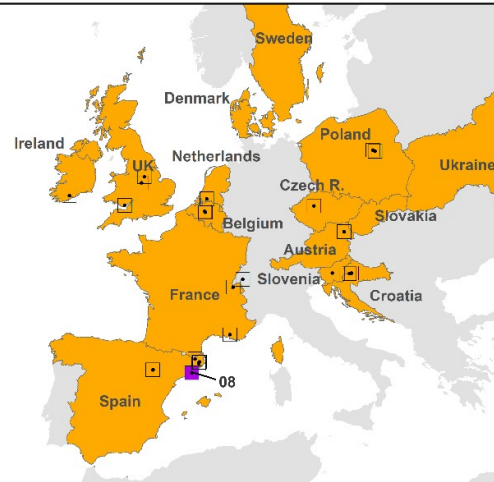 Sweden
Denmark
Ireland
Poland
UK
Netherlands
Ukraine
Czech R.
Slovakia
Belgium
Austria
Slovenia
France
Croatia
08
Spain